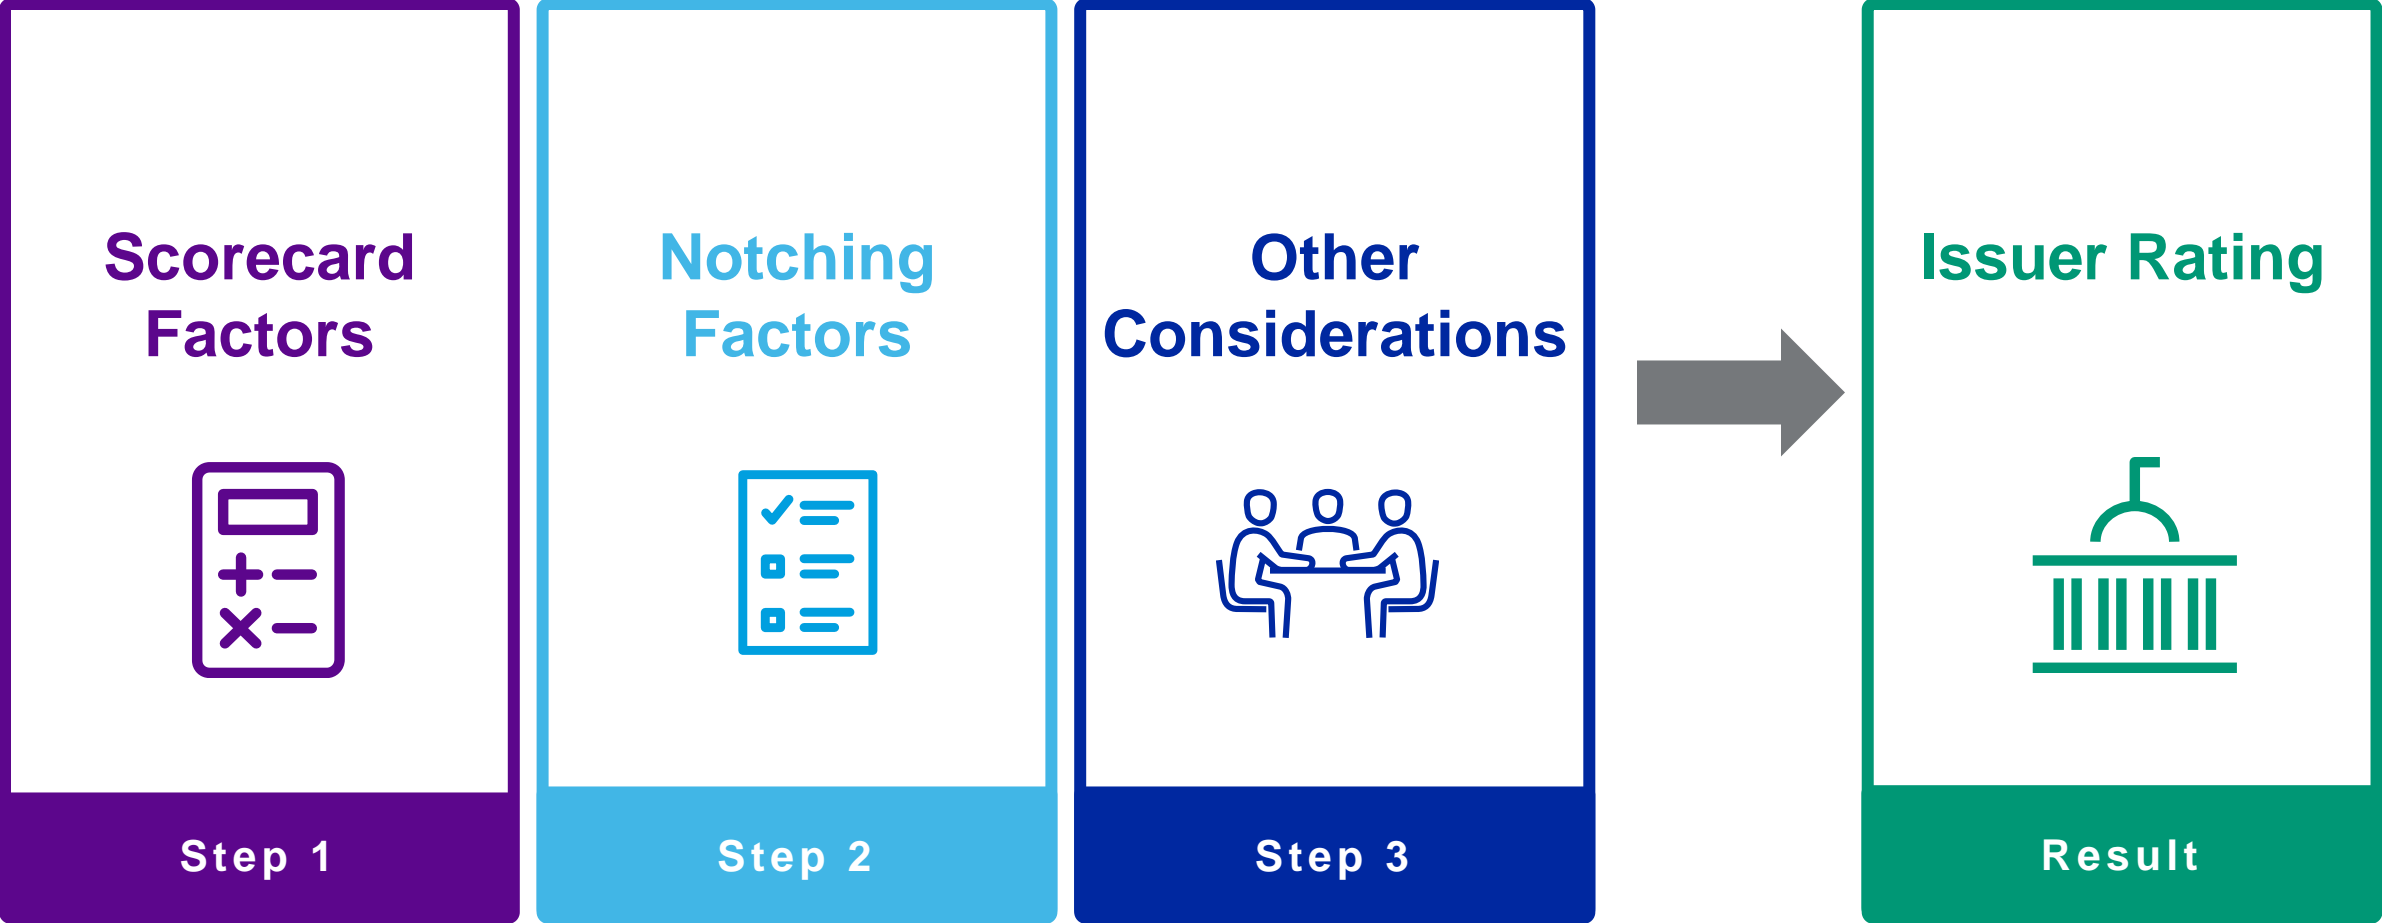 Scorecard
Factors
Step 1
Notching
Factors
Step 2
Other
Considerations
Step 3
Issuer Rating
Result